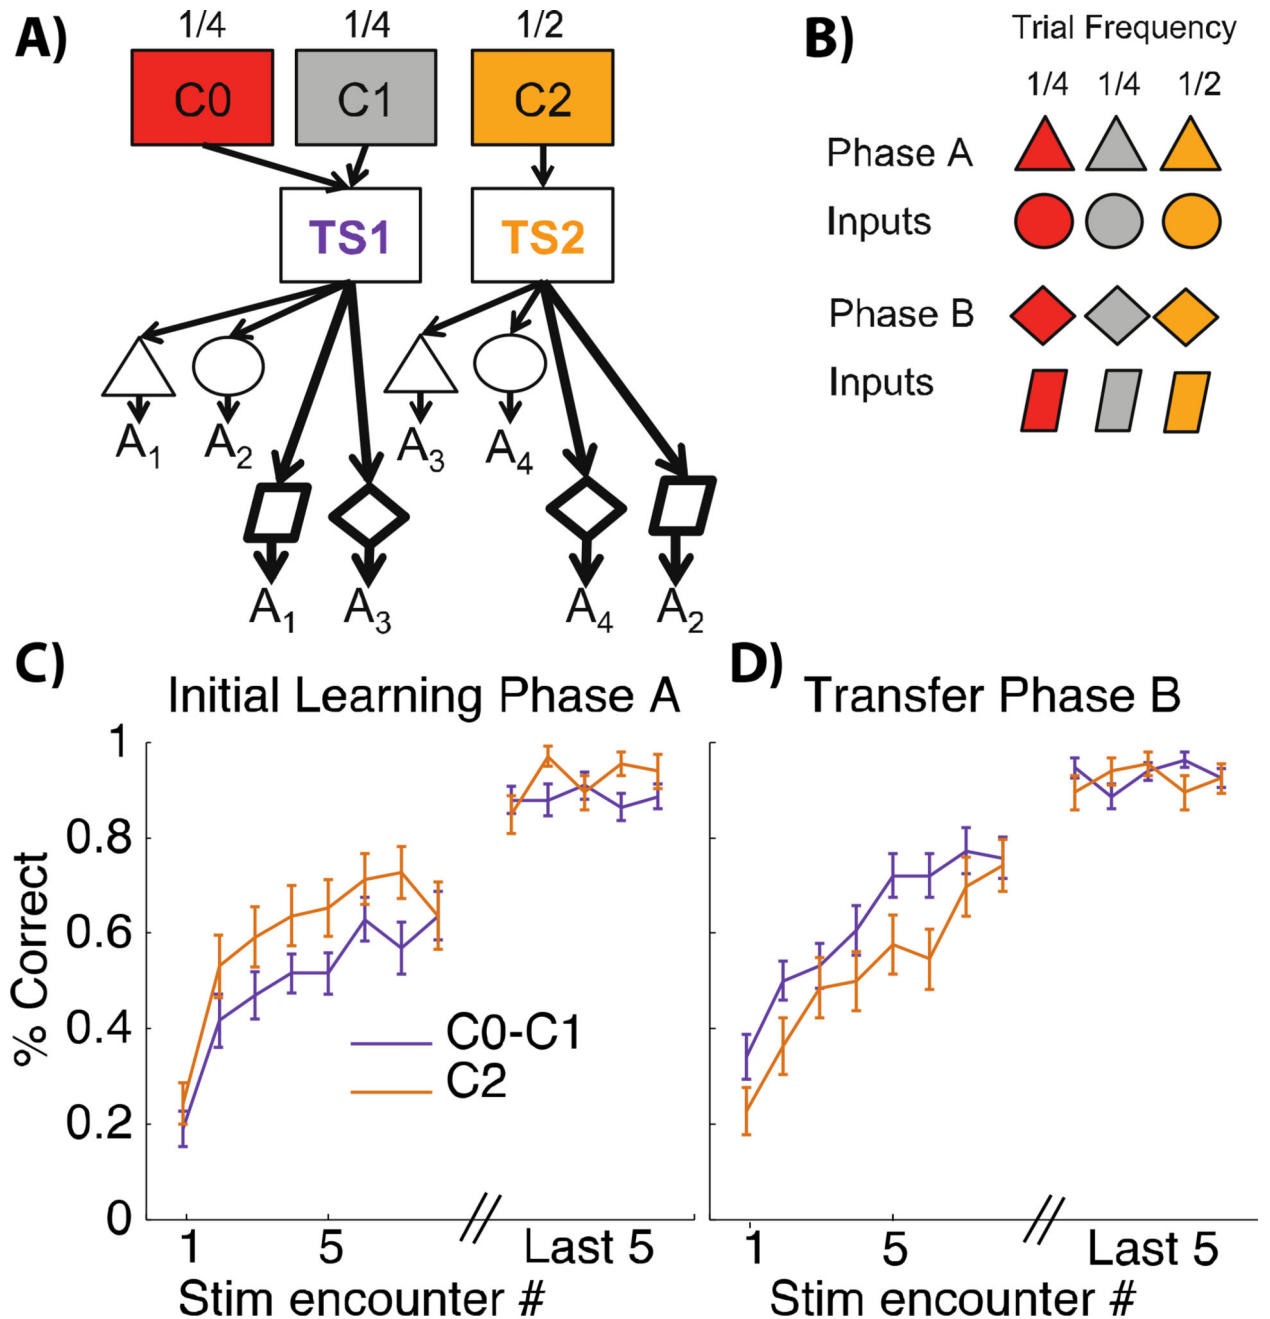 A)
1/4 1/4 1/2
C0 C1 C2
TS1 TS2
A1 A2 A3 A4
A1 A3 A4 A2
B)
Trial Frequency
1/4 1/4 1/2
Phase A
Inputs
Phase B
Inputs
C)
Initial Learning Phase A
% Correct
1
0.8
0.6
0.4
0.2
0
C0-C1
C2
1 5 // Last 5
Stim encounter #
D)
Transfer Phase B
1 5 // Last 5
Stim encounter #